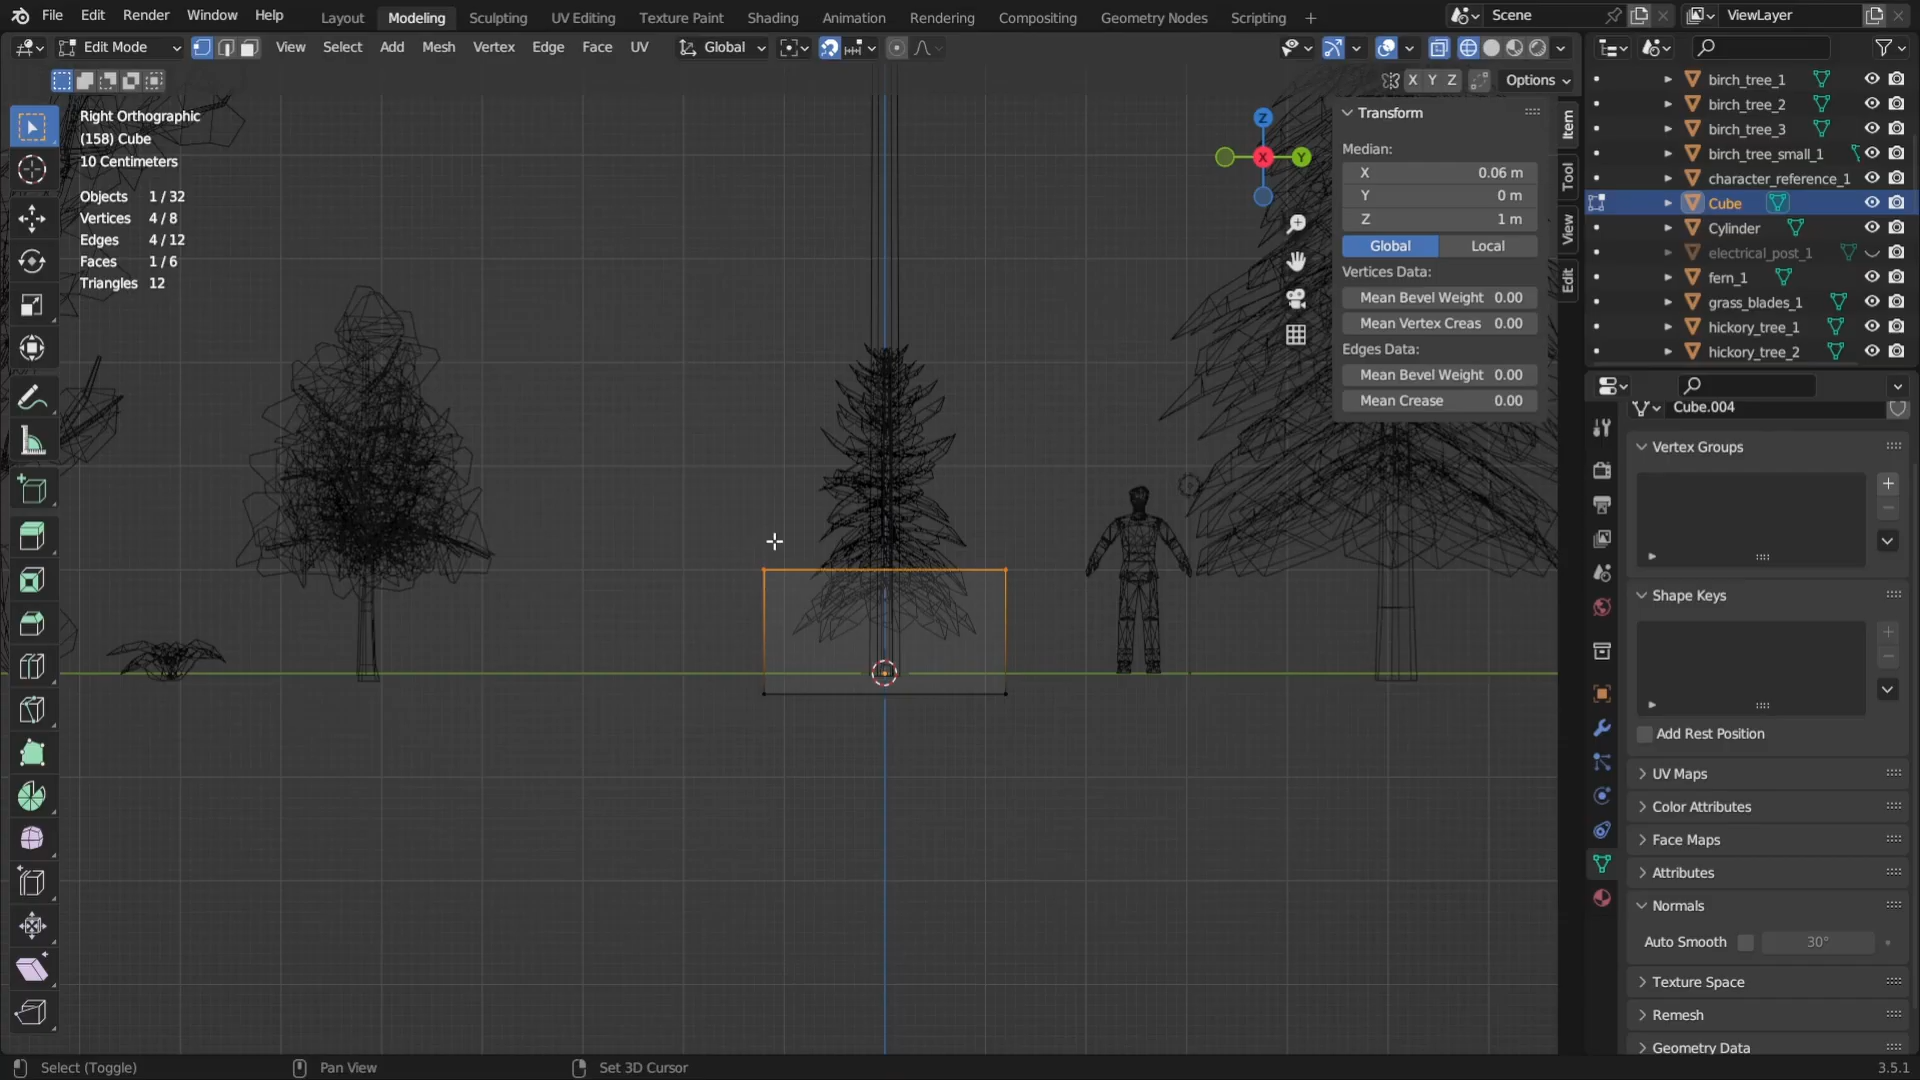 File Edit Render Window Help Layout Modeling Sculpting UV Editing Texture Paint Shading Animation Rendering Compositing Geometry Nodes Scripting + Scene ViewLayer
Edit Mode View Select Add Mesh Vertex Edge Face UV Global
X Y Z Options
Right Orthographic
(158) Cube
10 Centimeters
Objects 1 / 32
Vertices 4 / 8
Edges 4 / 12
Faces 1 / 6
Triangles 12
Z
X
Y
Transform
Median:
X 0.06 m
Y 0 m
Z 1 m
Global Local
Vertices Data:
Mean Bevel Weight 0.00
Mean Vertex Creas 0.00
Edges Data:
Mean Bevel Weight 0.00
Mean Crease 0.00
Item
Tool
View
Edit
birch_tree_1
birch_tree_2
birch_tree_3
birch_tree_small_1
character_reference_1
Cube
Cylinder
electrical_post_1
fern_1
grass_blades_1
hickory_tree_1
hickory_tree_2
Cube.004
Vertex Groups
Shape Keys
Add Rest Position
UV Maps
Color Attributes
Face Maps
Attributes
Normals
Auto Smooth 30°
Texture Space
Remesh
Geometry Data
Select (Toggle) Pan View Set 3D Cursor 3.5.1